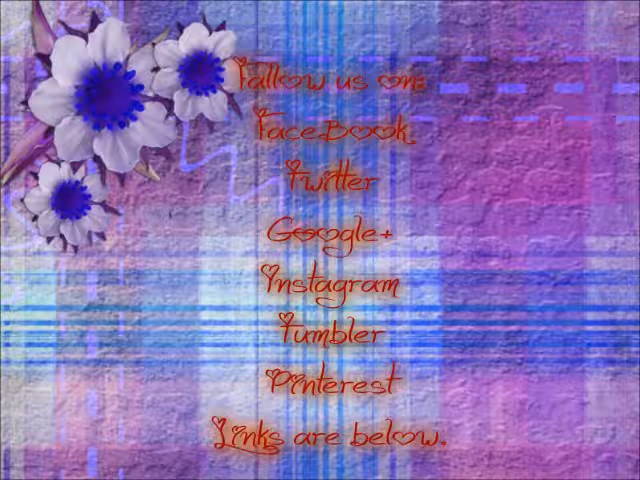 Follow us on:
FaceBook
Twitter
Google+
Instagram
Tumbler
Pinterest
Links are below.